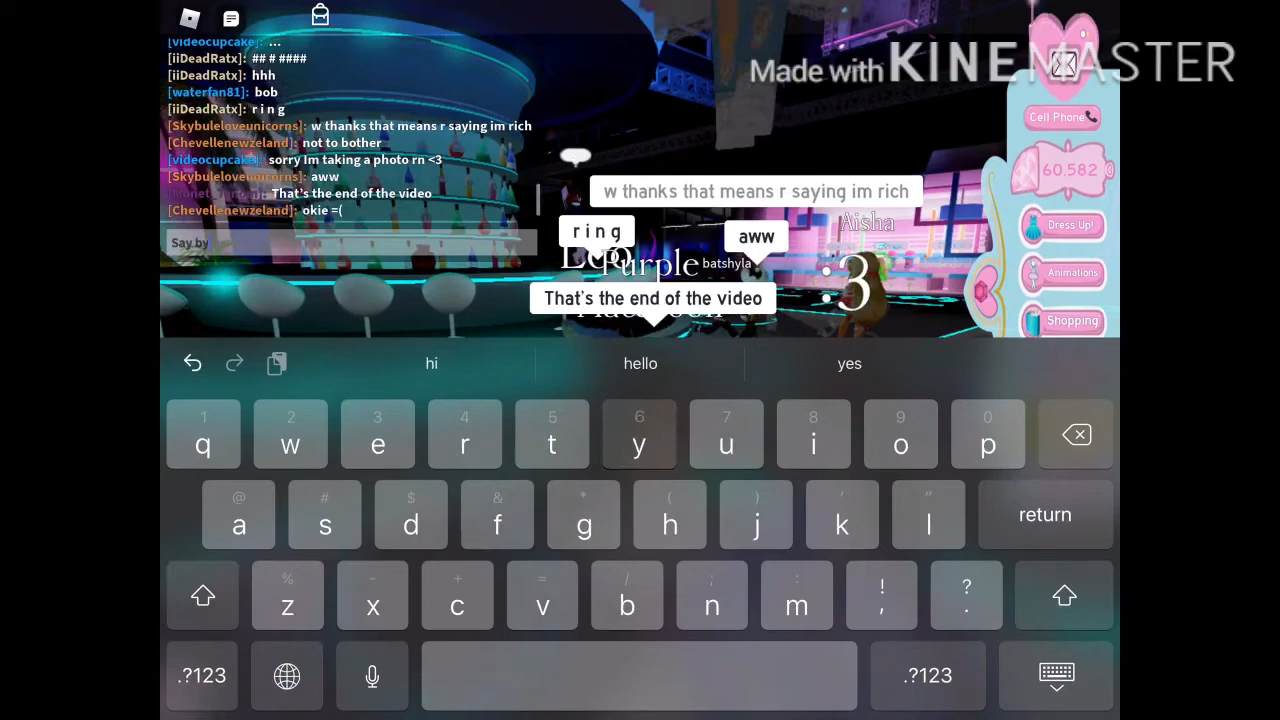 Made with KINEMASTER
[videocupcake]: ...
[iiDeadRatx]: ## # ####
[iiDeadRatx]: hhh
[waterfan81]: bob
[iiDeadRatx]: r i n g
[Skybuleloveunicorns]: w thanks that means r saying im rich
[Chevellenewzeland]: not to bother
[videocupcake]: sorry Im taking a photo rn <3
[Skybuleloveunicorns]: aww
That's the end of the video
[Chevellenewzeland]: okie =(
Say by
w thanks that means r saying im rich
r i n g
aww
Purple
batshyla
That's the end of the video
Aisha
:3
Cell Phone
60.582
Dress Up!
Animations
Shopping
hi hello yes
1 2 3 4 5 6 7 8 9 0
q w e r t y u i o p
@ # $ & * ( ) ' "
a s d f g h j k l return
% - + = / ; : ! ?
z x c v b n m , .
.?123 .?123